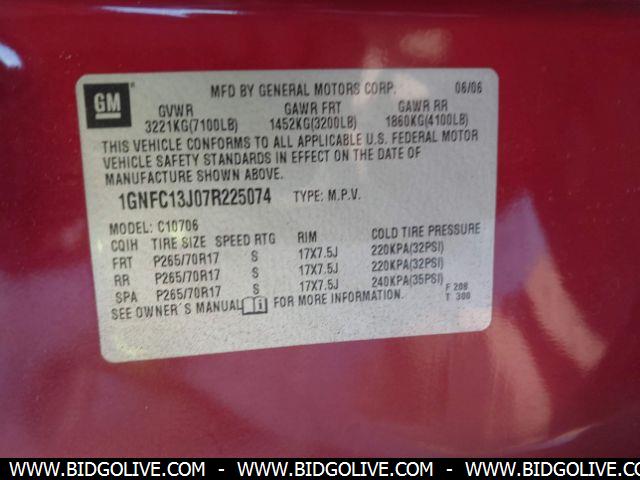 GM
MFD BY GENERAL MOTORS CORP. 06/06
GVWR GAWR FRT GAWR RR
3221KG(7100LB) 1452KG(3200LB) 1860KG(4100LB)
THIS VEHICLE CONFORMS TO ALL APPLICABLE U.S. FEDERAL MOTOR
VEHICLE SAFETY STANDARDS IN EFFECT ON THE DATE OF
MANUFACTURE SHOWN ABOVE.
1GNFC13J07R225074 TYPE: M.P.V.
MODEL: C10706
CQIH TIRE SIZE SPEED RTG RIM COLD TIRE PRESSURE
FRT P265/70R17 S 17X7.5J 220KPA(32PSI)
RR P265/70R17 S 17X7.5J 220KPA(32PSI)
SPA P265/70R17 S 17X7.5J 240KPA(35PSI)
SEE OWNER'S MANUAL i FOR MORE INFORMATION. F 208
T 300
WWW.BIDGOLIVE.COM - WWW.BIDGOLIVE.COM - WWW.BIDGOLIVE.COM